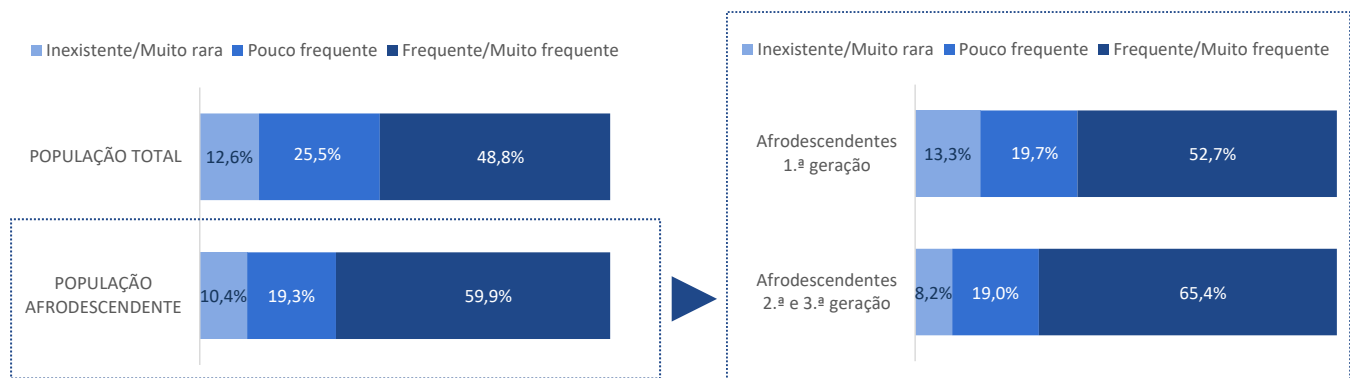 Inexistente/Muito rara Pouco frequente Frequente/Muito frequente
POPULAÇÃO TOTAL
12,6% 25,5% 48,8%
POPULAÇÃO
AFRODESCENDENTE
10,4% 19,3% 59,9%
Inexistente/Muito rara Pouco frequente Frequente/Muito frequente
Afrodescendentes
1.ª geração
13,3% 19,7% 52,7%
Afrodescendentes
2.ª e 3.ª geração
8,2% 19,0% 65,4%